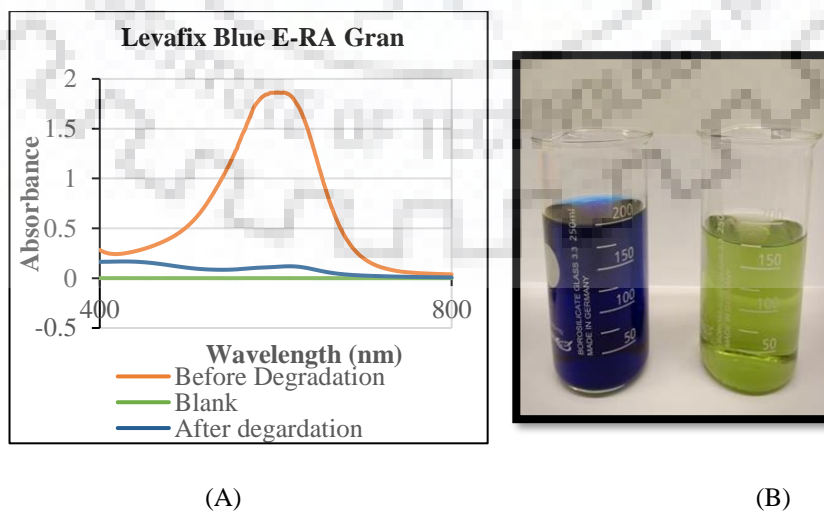 Levafix Blue E-RA Gran
2
1.5
1
0.5
0
-0.5
Absorbance
400
800
Wavelength (nm)
Before Degradation
Blank
After degardation
OF TECHNOLOGY
200
150
100
50
BOROSILICATE GLASS 3.3 250ml
MADE IN GERMANY
150
100
50
(A)
(B)